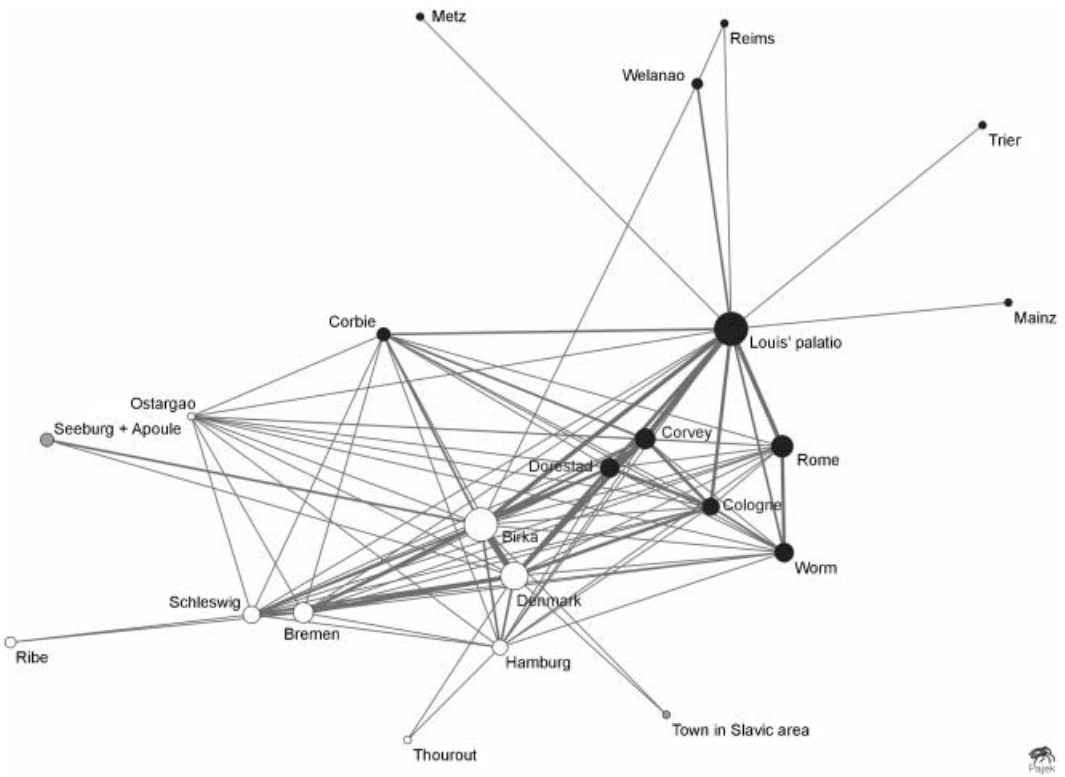 Metz
Reims
Welanao
Trier
Mainz
Corbie
Louis' palatio
Ostargao
Seeburg + Apoule
Corvey
Dorestad
Rome
Cologne
Birka
Worm
Denmark
Schleswig
Bremen
Ribe
Hamburg
Town in Slavic area
Thourout
Pajek